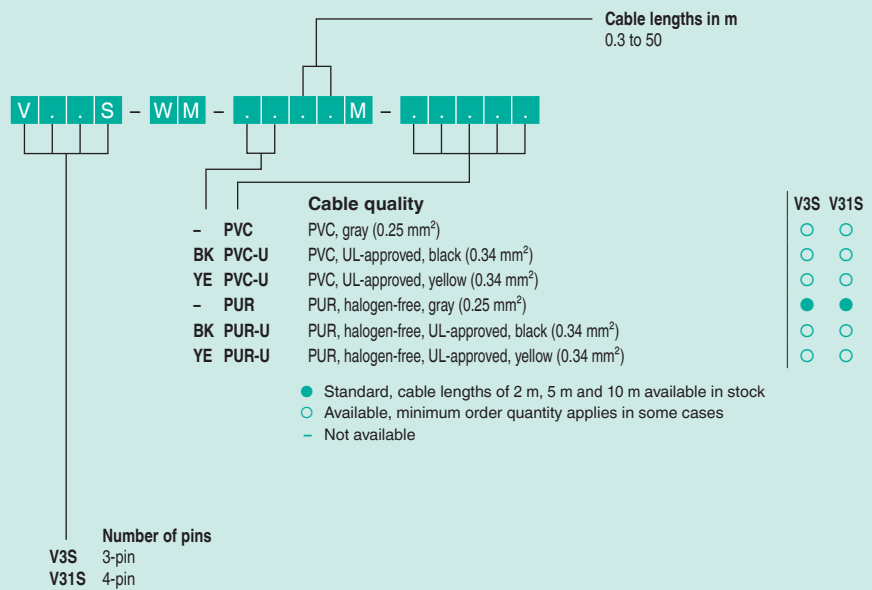 Cable lengths in m
0.3 to 50
V . . S – W M – . . . . M – . . . . .
Cable quality V3S V31S
– PVC PVC, gray (0.25 mm²) ○ ○
BK PVC-U PVC, UL-approved, black (0.34 mm²) ○ ○
YE PVC-U PVC, UL-approved, yellow (0.34 mm²) ○ ○
– PUR PUR, halogen-free, gray (0.25 mm²) ● ●
BK PUR-U PUR, halogen-free, UL-approved, black (0.34 mm²) ○ ○
YE PUR-U PUR, halogen-free, UL-approved, yellow (0.34 mm²) ○ ○
● Standard, cable lengths of 2 m, 5 m and 10 m available in stock
○ Available, minimum order quantity applies in some cases
– Not available
Number of pins
V3S 3-pin
V31S 4-pin